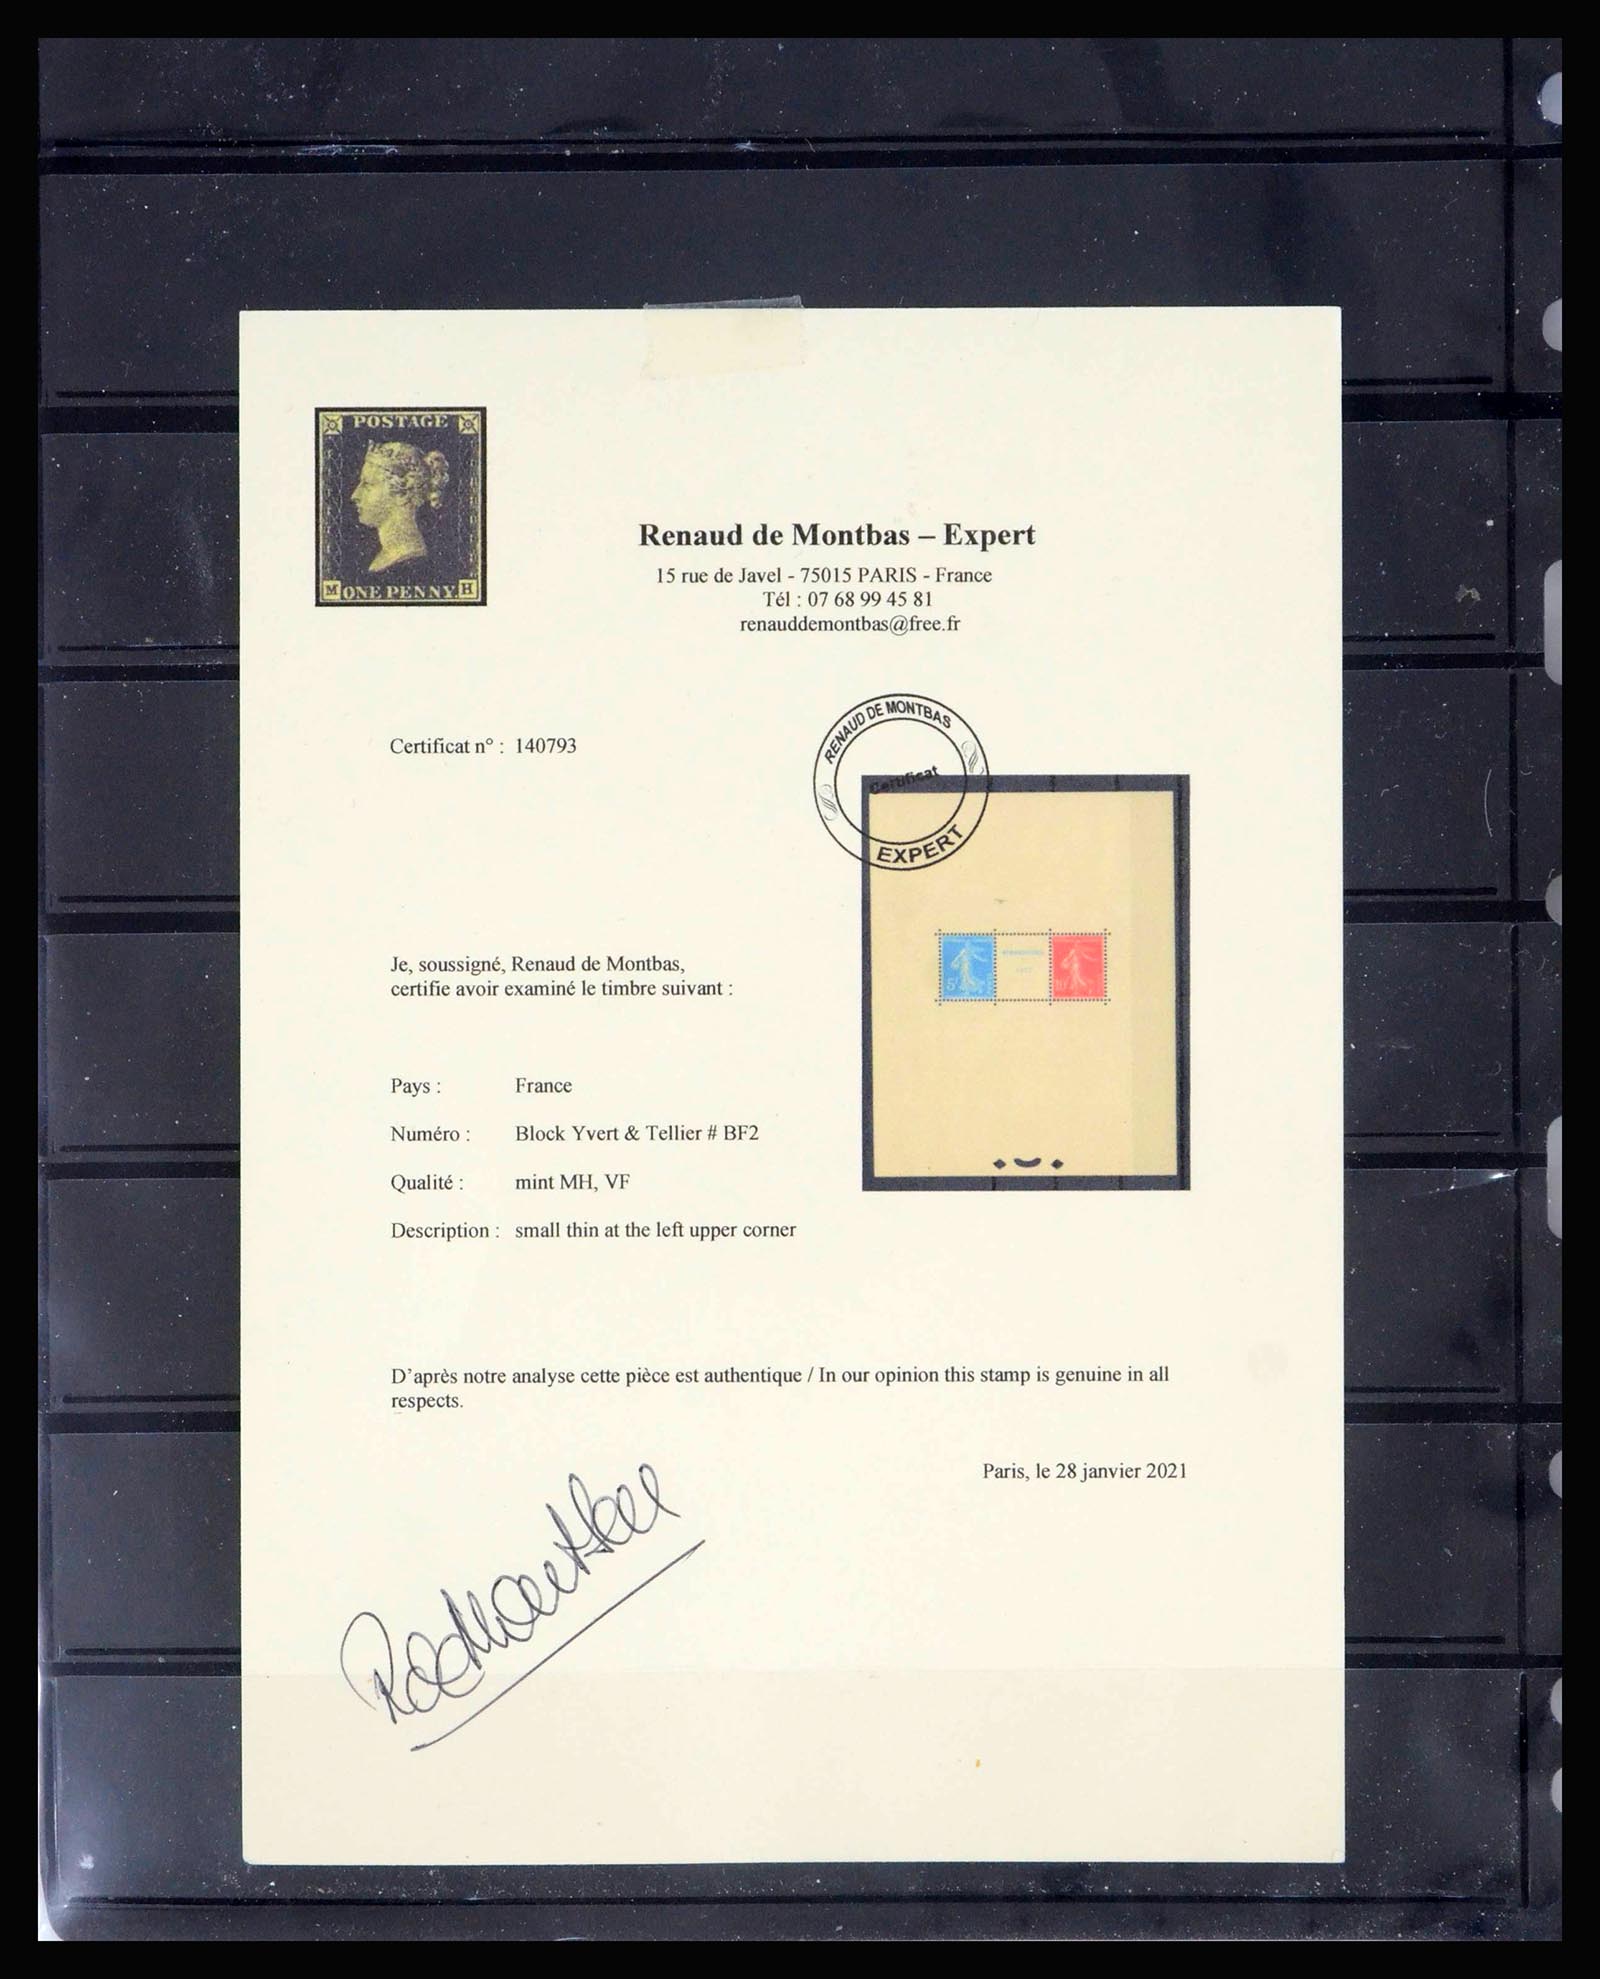 POSTAGE
M ONE PENNY. H
Renaud de Montbas – Expert
15 rue de Javel - 75015 PARIS - France
Tél : 07 68 99 45 81
renauddemontbas@free.fr
RENAUD DE MONTBAS
Certificat
EXPERT
Certificat n° : 140793
Je, soussigné, Renaud de Montbas,
certifie avoir examiné le timbre suivant :
Pays : France
Numéro : Block Yvert & Tellier # BF2
Qualité : mint MH, VF
Description : small thin at the left upper corner
D'après notre analyse cette pièce est authentique / In our opinion this stamp is genuine in all
respects.
Paris, le 28 janvier 2021